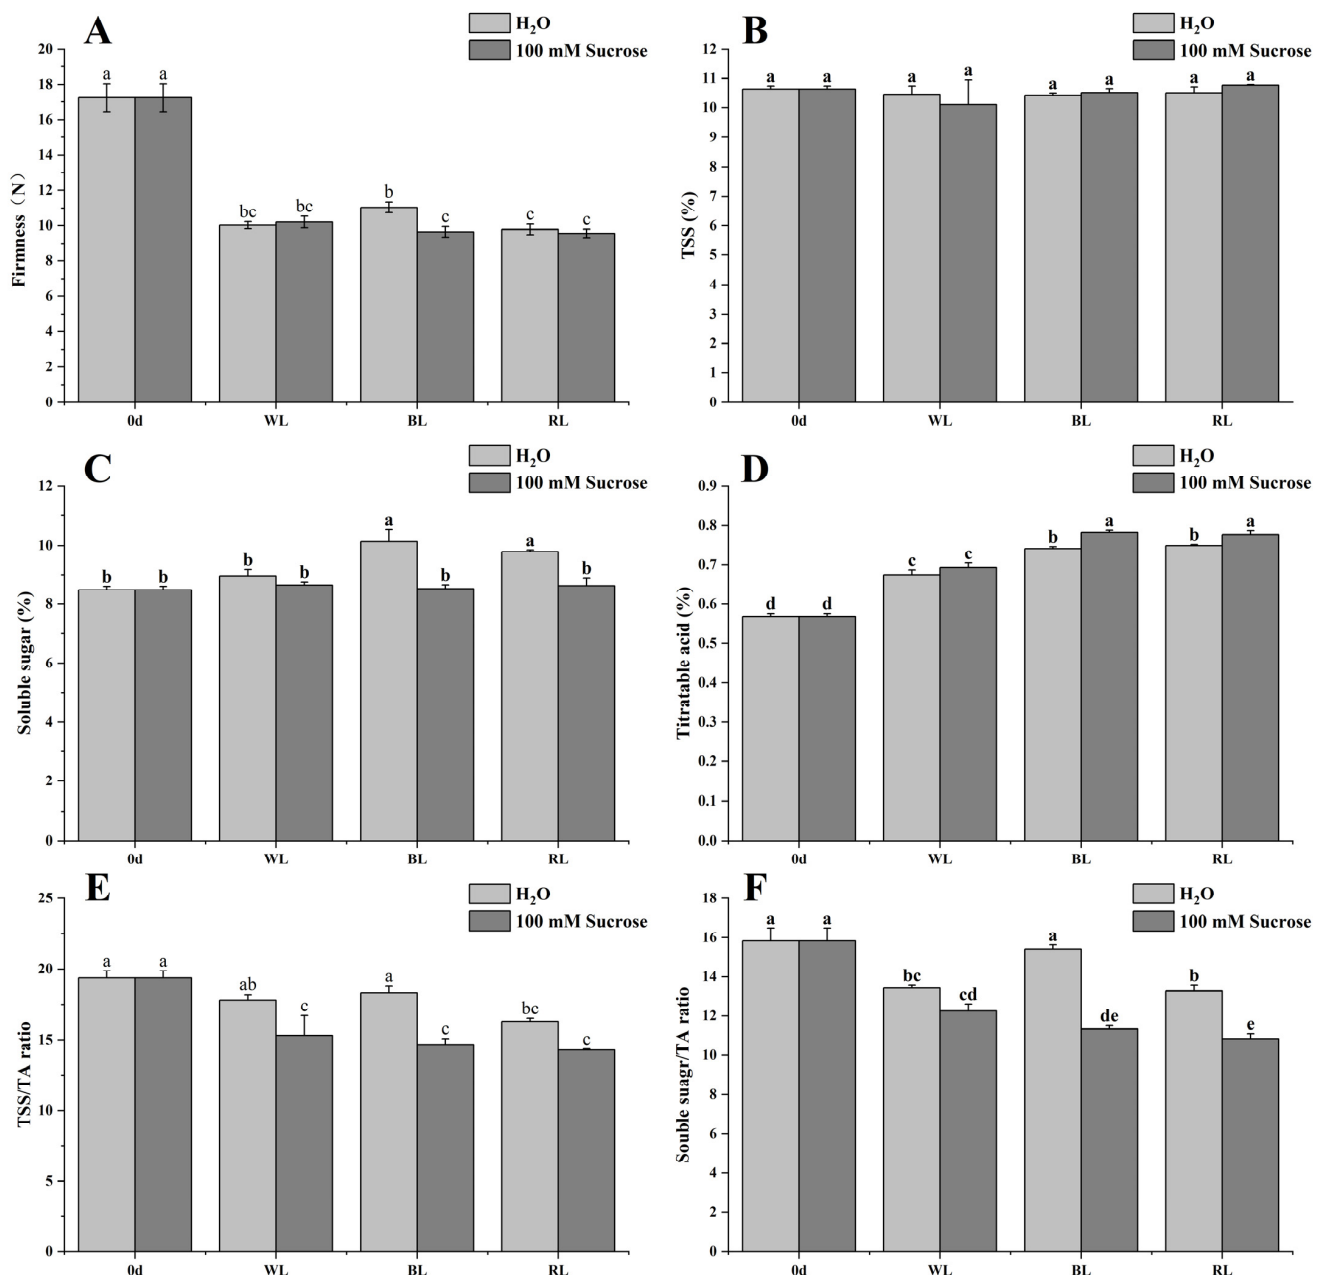 A
H₂O
100 mM Sucrose
Firmness（N）
20
18
16
14
12
10
8
6
4
2
0
a a bc bc b c c c
0d WL BL RL
B
H₂O
100 mM Sucrose
TSS (%)
12
11
10
9
8
7
6
5
4
3
2
1
0
a a a a a a a a
0d WL BL RL
C
H₂O
100 mM Sucrose
Soluble sugar (%)
12
10
8
6
4
2
0
b b b b a b a b
0d WL BL RL
D
H₂O
100 mM Sucrose
Titratable acid (%)
0.9
0.8
0.7
0.6
0.5
0.4
0.3
0.2
0.1
0.0
d d c c b a b a
0d WL BL RL
E
H₂O
100 mM Sucrose
TSS/TA ratio
25
20
15
10
5
0
a a ab c a c bc c
0d WL BL RL
F
H₂O
100 mM Sucrose
Souble suagr/TA ratio
18
16
14
12
10
8
6
4
2
0
a a bc cd a de b e
0d WL BL RL